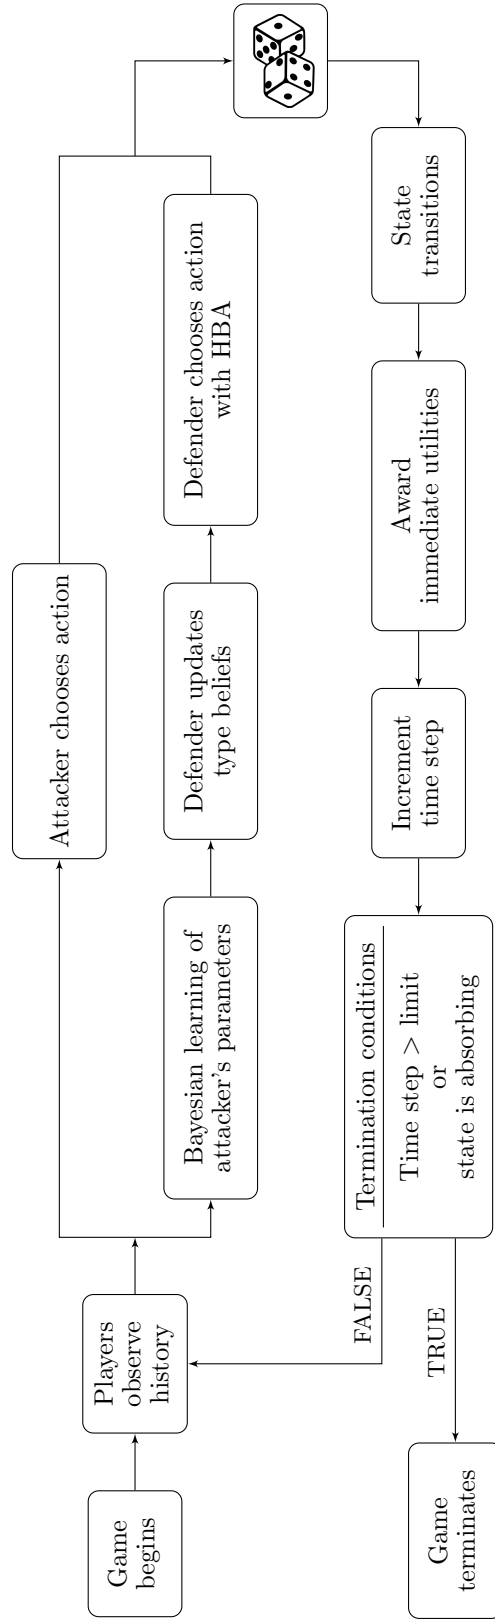 Game
begins
Players
observe
history
Attacker chooses action
Bayesian learning of
attacker's parameters
Defender updates
type beliefs
Defender chooses action
with HBA
State
transitions
Award
immediate utilities
Increment
time step
Termination conditions
Time step > limit
or
state is absorbing
FALSE
TRUE
Game
terminates